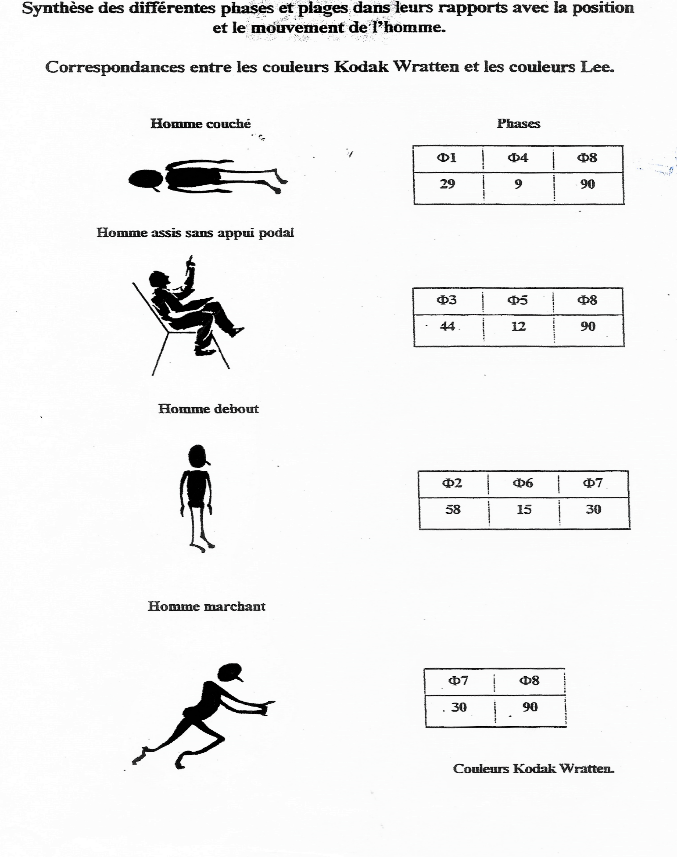 Synthèse des différentes phases et plages dans leurs rapports avec la position
et le mouvement de l'homme.
Correspondances entre les couleurs Kodak Wratten et les couleurs Lee.
Homme couché
Phases
Φ1 Φ4 Φ8
29 9 90
Homme assis sans appui podal
Φ3 Φ5 Φ8
44 12 90
Homme debout
Φ2 Φ6 Φ7
58 15 30
Homme marchant
Φ7 Φ8
30 90
Couleurs Kodak Wratten.